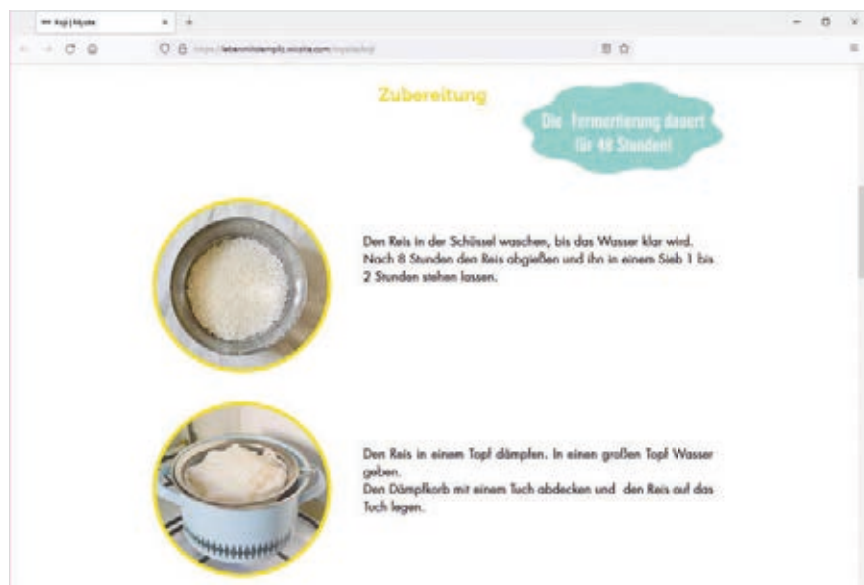 Koji | Mysite
Zubereitung
Die Fermentierung dauert
für 48 Stunden!
Den Reis in der Schüssel waschen, bis das Wasser klar wird.
Nach 8 Stunden den Reis abgießen und ihn in einem Sieb 1 bis
2 Stunden stehen lassen.
Den Reis in einem Topf dämpfen. In einen großen Topf Wasser
geben.
Den Dämpfkorb mit einem Tuch abdecken und den Reis auf das
Tuch legen.